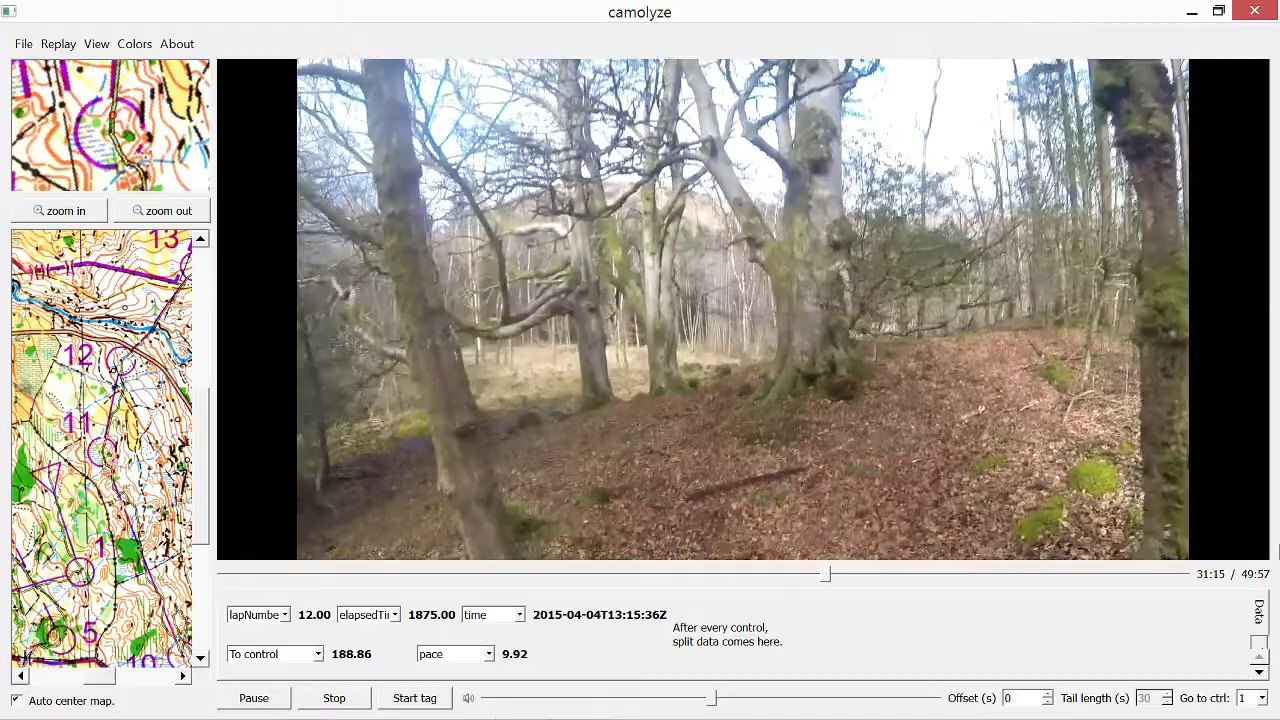 camolyze
File Replay View Colors About
zoom in
zoom out
13
12
11
1
5
10
31:15 / 49:57
lapNumbe 12.00 elapsedTi 1875.00 time 2015-04-04T13:15:36Z
After every control,
split data comes here.
To control 188.86 pace 9.92
Data
Auto center map.
Pause Stop Start tag Offset (s) 0 Tail length (s) 30 Go to ctrl: 1